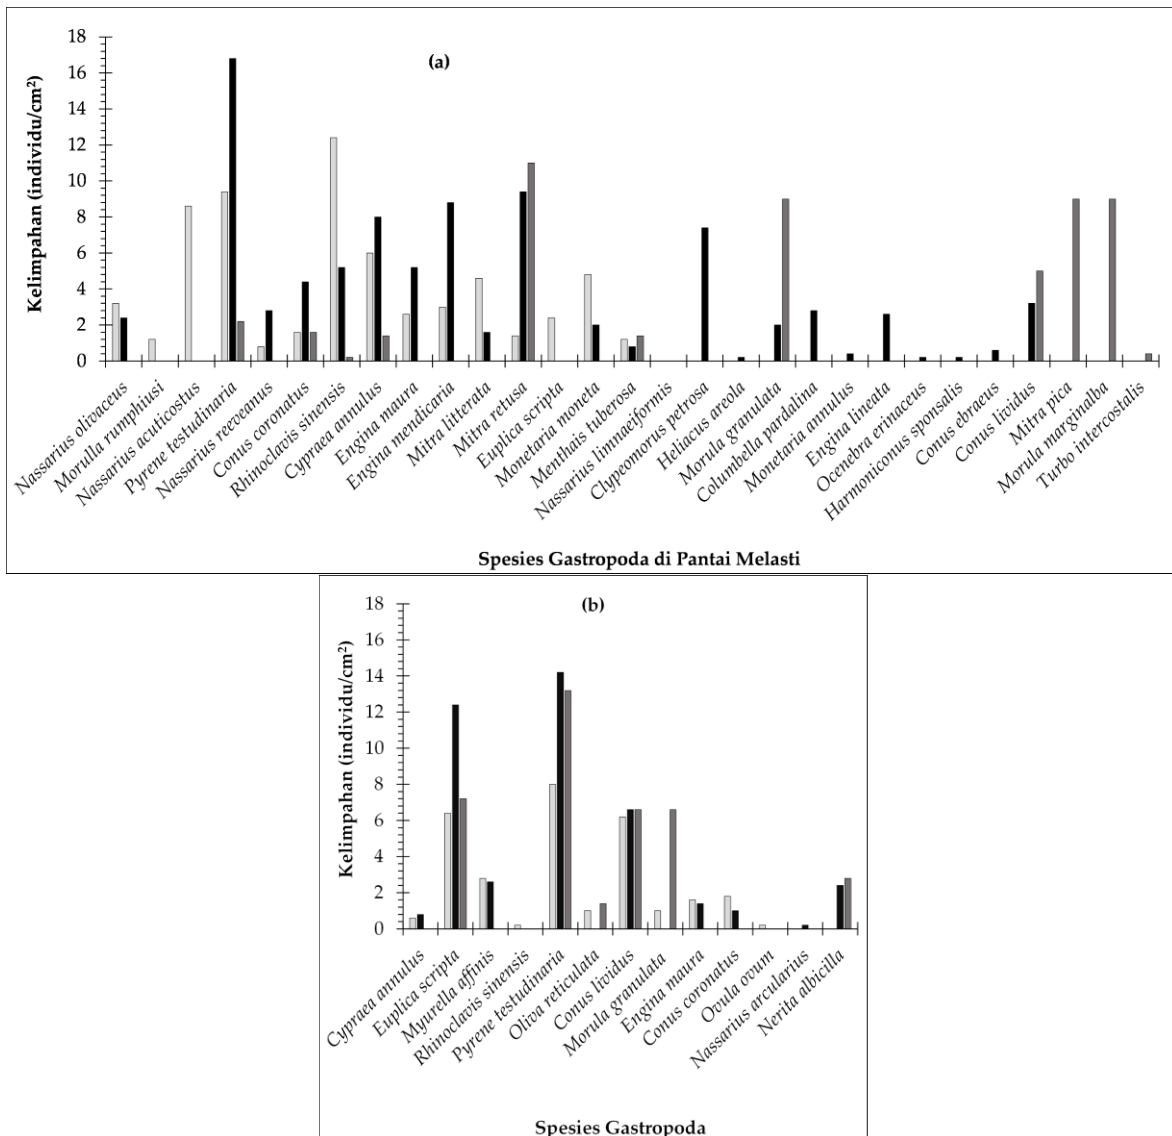 (a)
Kelimpahan (individu/cm²)
18
16
14
12
10
8
6
4
2
0
Nassarius olivaceus
Morulla rumphiusi
Nassarius acuticostus
Pyrene testudinaria
Nassarius reeveanus
Conus coronatus
Rhinoclavis sinensis
Cypraea annulus
Engina maura
Engina mendicaria
Mitra litterata
Mitra retusa
Euplica scripta
Monetaria moneta
Menthais tuberosa
Nassarius limnaeiformis
Clypeomorus petrosa
Heliacus areola
Morula granulata
Columbella pardalina
Monetaria annulus
Engina lineata
Ocenebra erinaceus
Harmoniconus sponsalis
Conus ebraeus
Conus lividus
Mitra pica
Morula marginalba
Turbo intercostalis
Spesies Gastropoda di Pantai Melasti
(b)
Kelimpahan (individu/cm²)
18
16
14
12
10
8
6
4
2
0
Cypraea annulus
Euplica scripta
Myurella affinis
Rhinoclavis sinensis
Pyrene testudinaria
Oliva reticulata
Conus lividus
Morula granulata
Engina maura
Conus coronatus
Ovula ovum
Nassarius arcularius
Nerita albicilla
Spesies Gastropoda